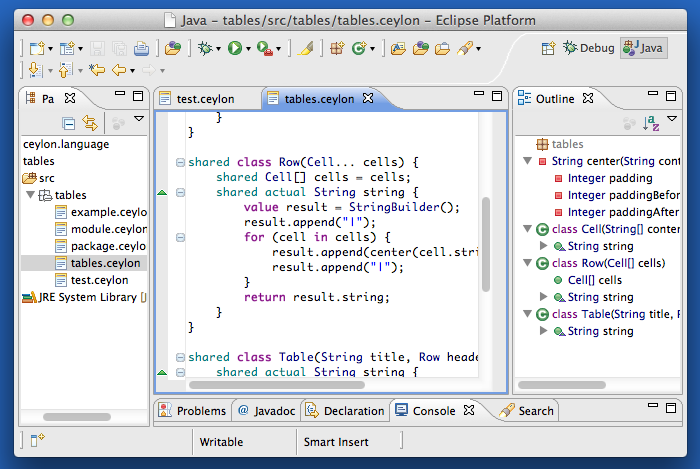 Java – tables/src/tables/tables.ceylon – Eclipse Platform
Debug
Java
Pa
ceylon.language
tables
src
tables
example.ceylo
module.ceylon
package.ceylo
tables.ceylon
test.ceylon
JRE System Library [J
test.ceylon
tables.ceylon
}
}
shared class Row(Cell... cells) {
shared Cell[] cells = cells;
shared actual String string {
value result = StringBuilder();
result.append("|");
for (cell in cells) {
result.append(center(cell.stri
result.append("|");
}
return result.string;
}
}
shared class Table(String title, Row heade
shared actual String string {
Outline
tables
String center(String cont
Integer padding
Integer paddingBefor
Integer paddingAfter
class Cell(String[] conter
String string
class Row(Cell[] cells)
Cell[] cells
String string
class Table(String title, R
String string
Problems
@ Javadoc
Declaration
Console
Search
Writable
Smart Insert